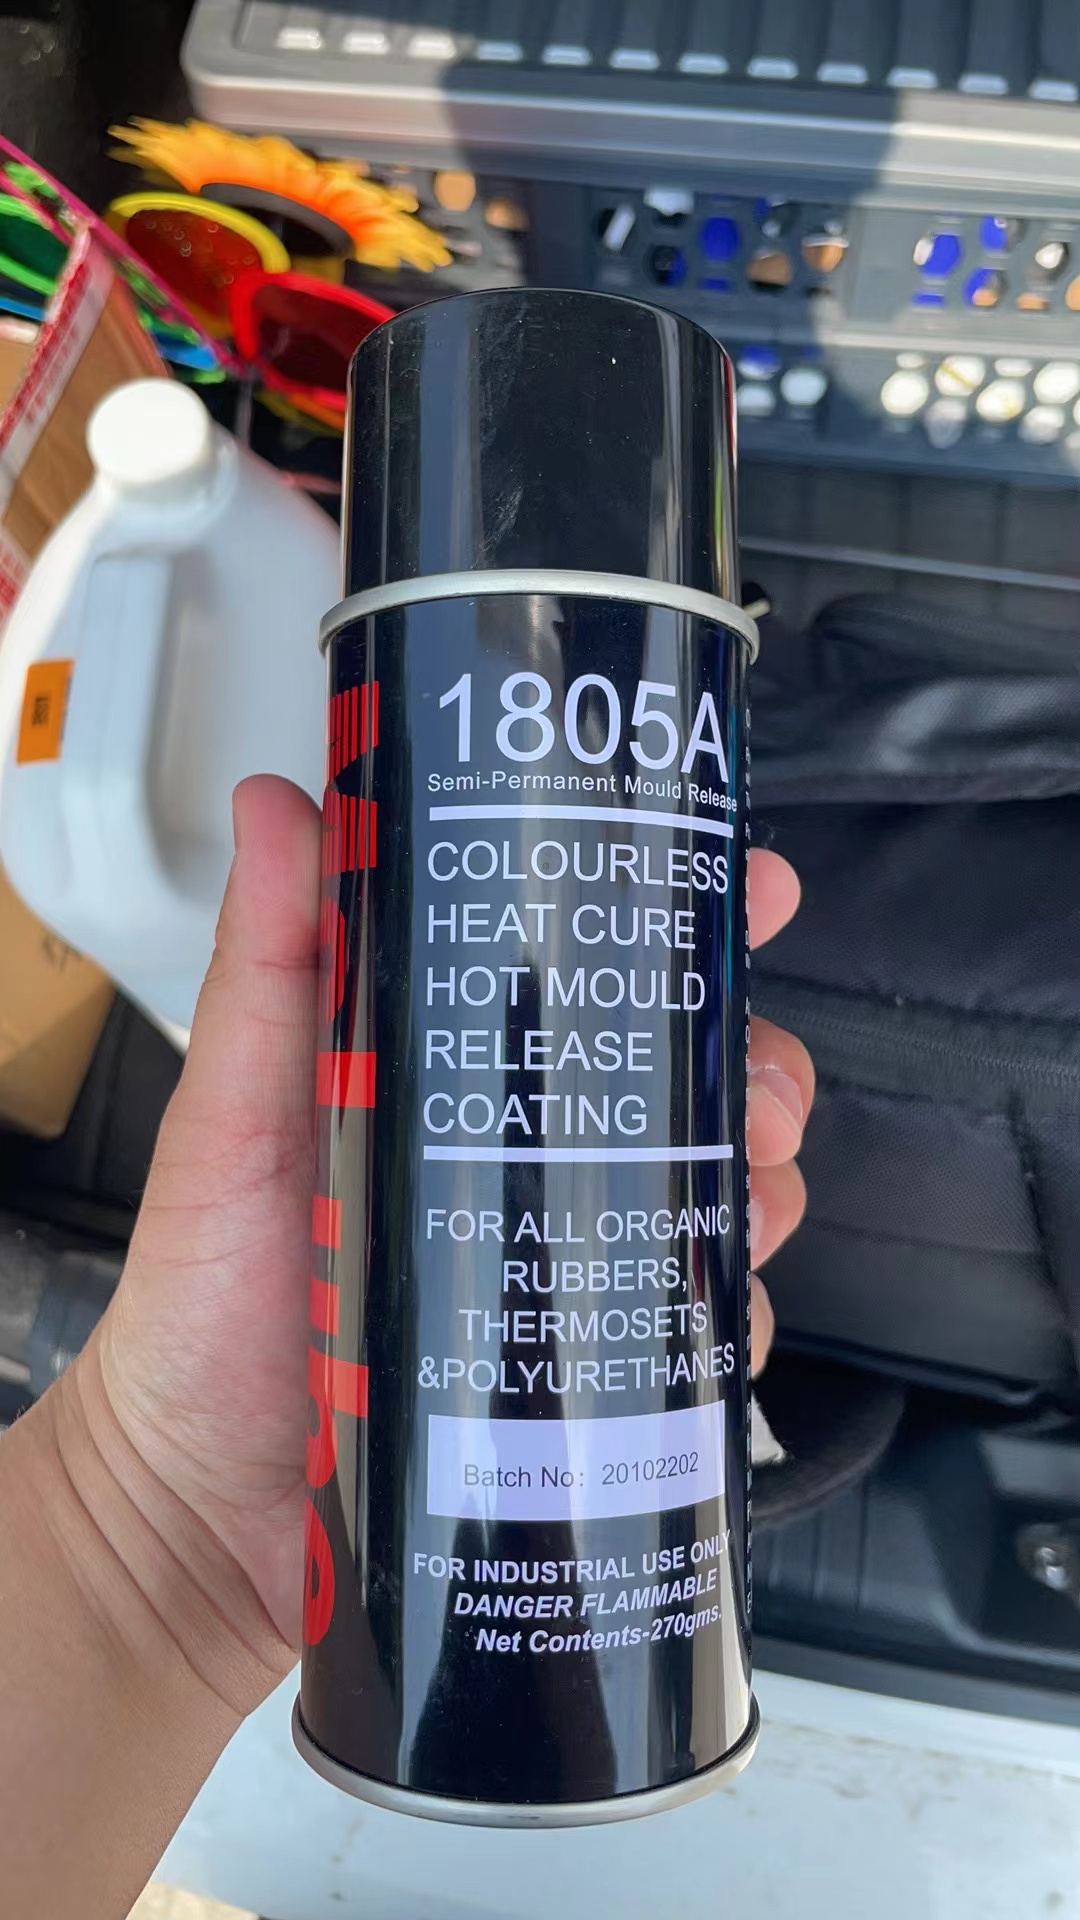 1805A
Semi-Permanent Mould Release
COLOURLESS
HEAT CURE
HOT MOULD
RELEASE
COATING
FOR ALL ORGANIC
RUBBERS,
THERMOSETS
&POLYURETHANES
Batch No: 20102202
FOR INDUSTRIAL USE ONLY
DANGER FLAMMABLE
Net Contents-270gms.